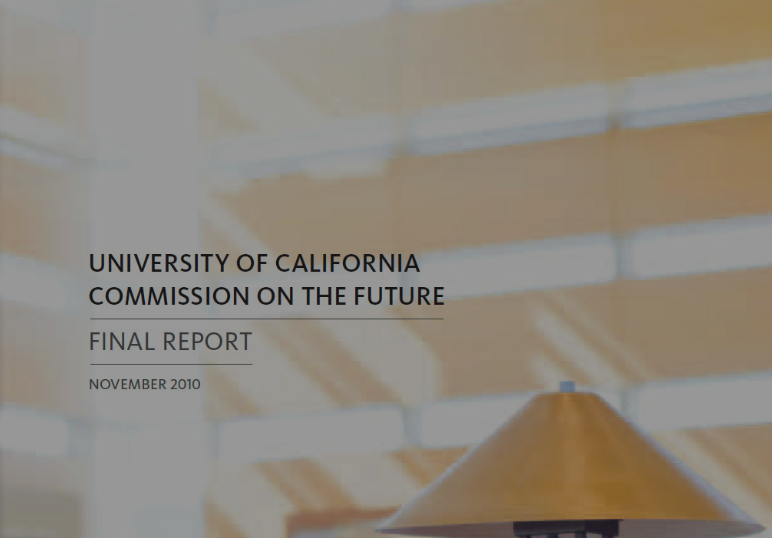 UNIVERSITY OF CALIFORNIA
COMMISSION ON THE FUTURE
FINAL REPORT
NOVEMBER 2010